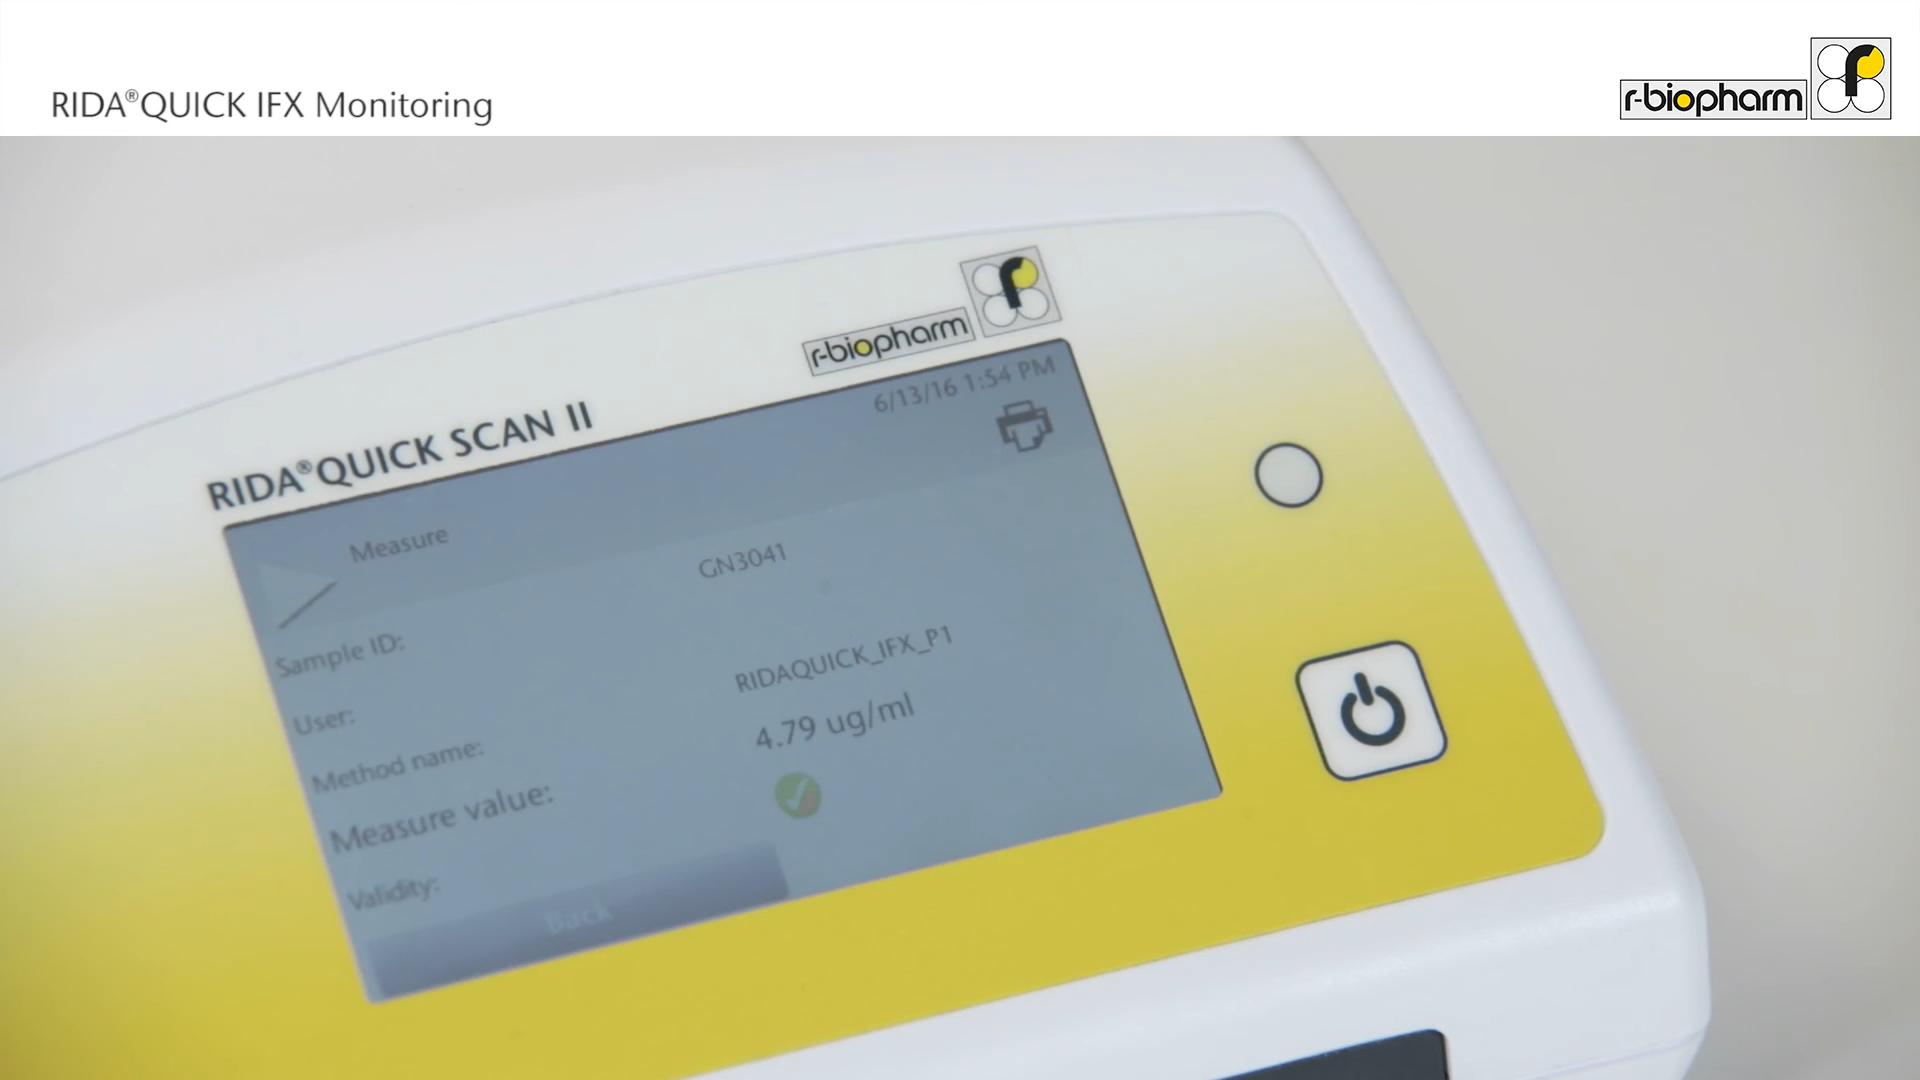 RIDA®QUICK IFX Monitoring
r-biopharm
r-biopharm
RIDA®QUICK SCAN II
6/13/16 1:54 PM
Measure
Sample ID: GN3041
User:
Method name: RIDAQUICK_IFX_P1
Measure value: 4.79 ug/ml
Validity:
Back